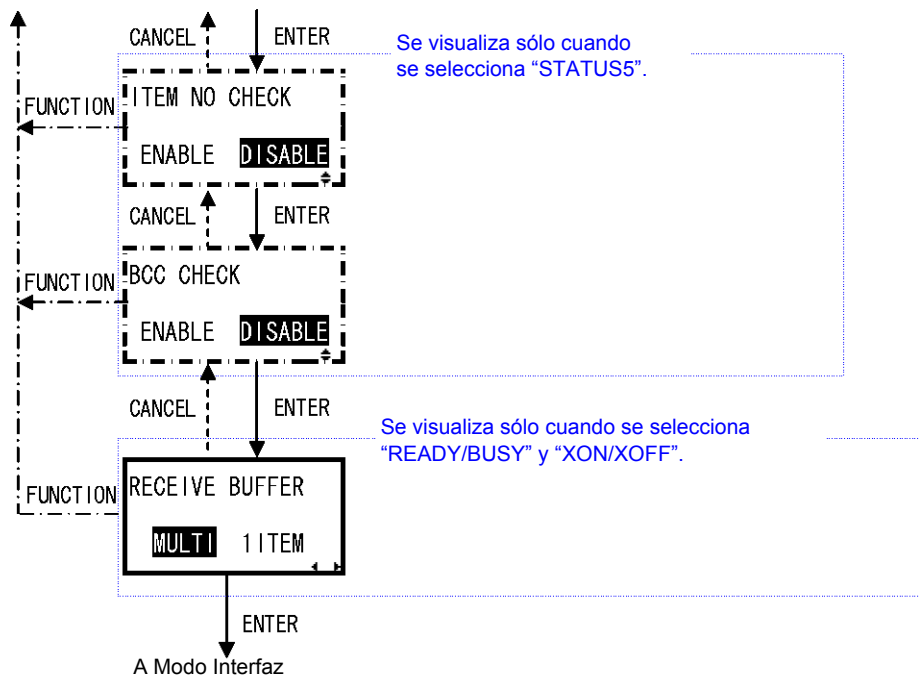 CANCEL ENTER
Se visualiza sólo cuando
se selecciona “STATUS5”.
ITEM NO CHECK
FUNCTION
ENABLE DISABLE
CANCEL ENTER
BCC CHECK
FUNCTION
ENABLE DISABLE
CANCEL ENTER
Se visualiza sólo cuando se selecciona
“READY/BUSY” y “XON/XOFF”.
RECEIVE BUFFER
FUNCTION
MULTI 1ITEM
ENTER
A Modo Interfaz